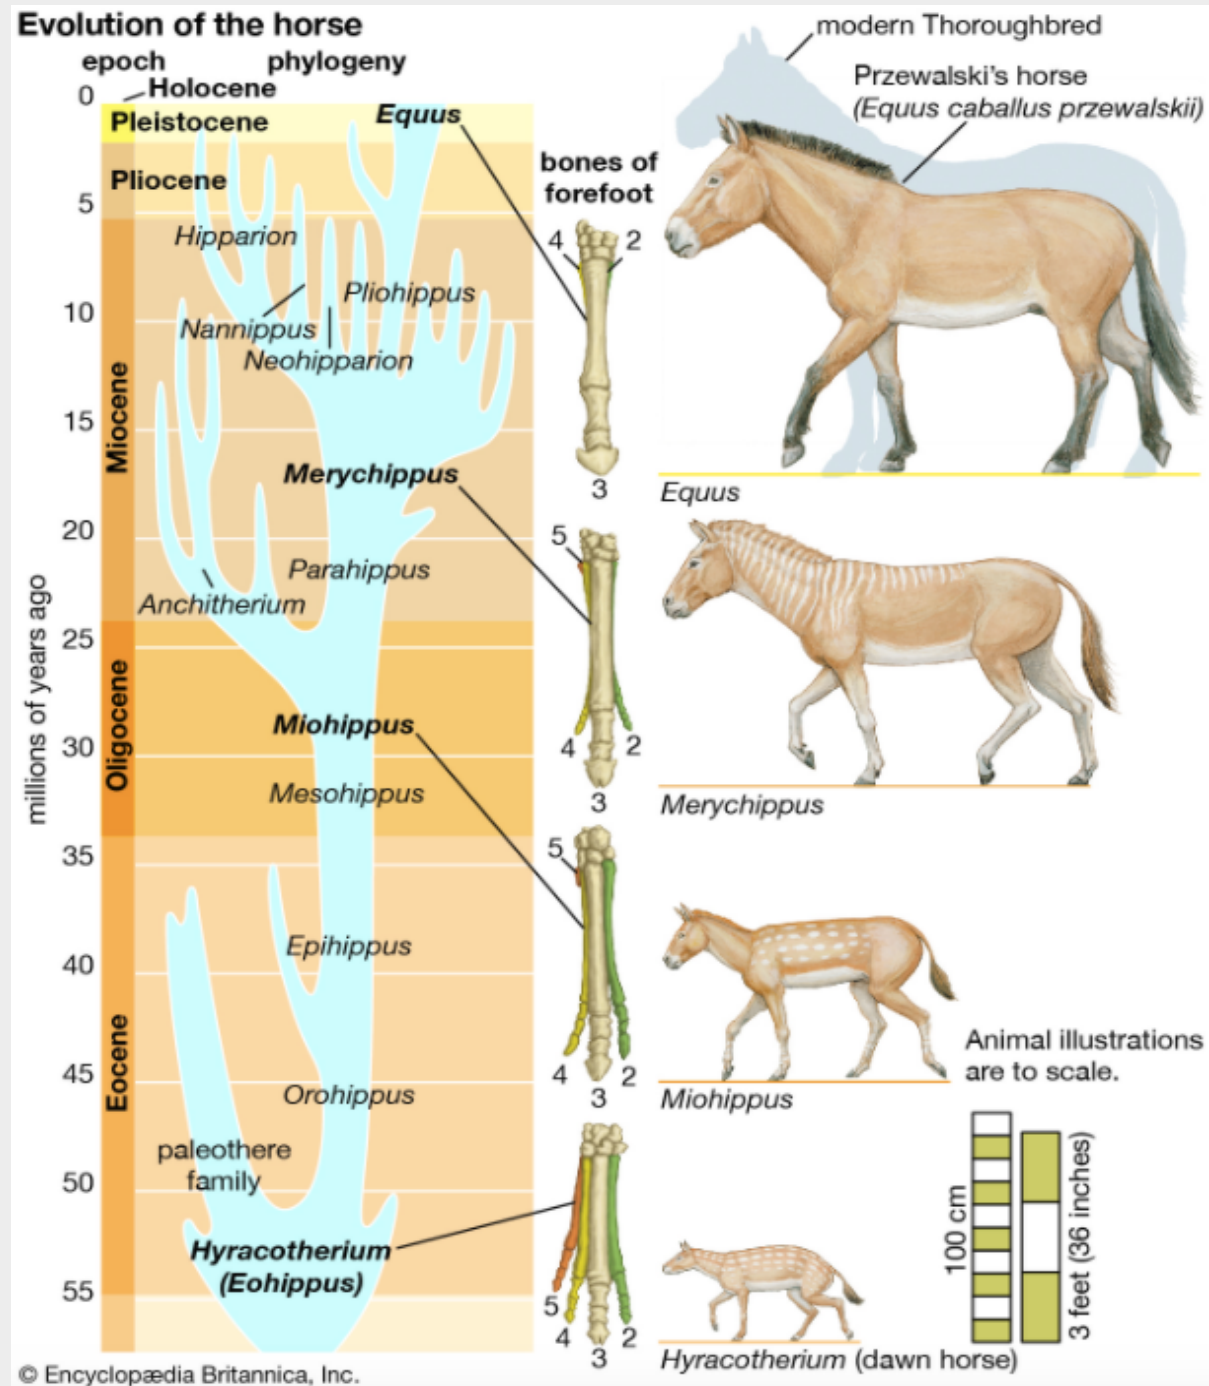 Evolution of the horse
epoch
phylogeny
0
Holocene
Pleistocene
Pliocene
5
Miocene
10
15
20
Oligocene
25
30
Eocene
35
40
45
50
55
millions of years ago
Equus
Hipparion
Pliohippus
Nannippus
Neohipparion
Merychippus
Parahippus
Anchitherium
Miohippus
Mesohippus
Epihippus
Orohippus
paleothere
family
Hyracotherium
(Eohippus)
bones of
forefoot
4
2
3
5
4
2
3
5
4
2
3
5
4
2
3
modern Thoroughbred
Przewalski's horse
(Equus caballus przewalskii)
Equus
Merychippus
Miohippus
Animal illustrations
are to scale.
100 cm
3 feet (36 inches)
Hyracotherium (dawn horse)
© Encyclopædia Britannica, Inc.